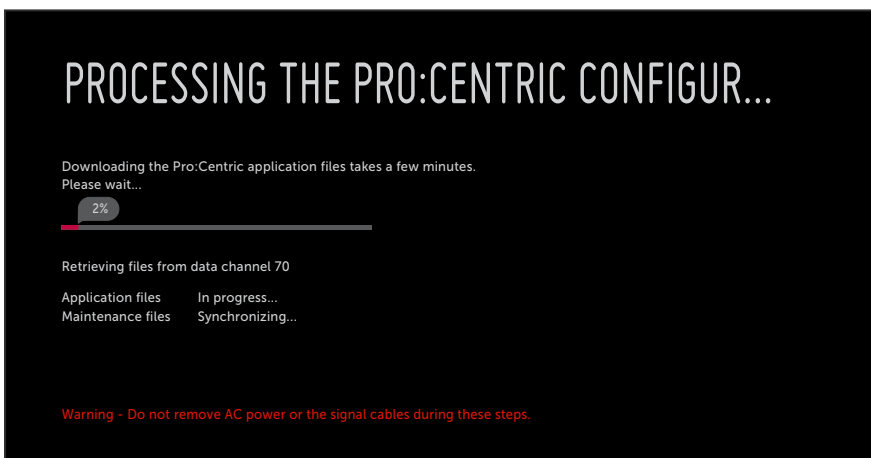 PROCESSING THE PRO:CENTRIC CONFIGUR...
Downloading the Pro:Centric application files takes a few minutes.
Please wait...
2%
Retrieving files from data channel 70
Application files In progress...
Maintenance files Synchronizing...
Warning - Do not remove AC power or the signal cables during these steps.